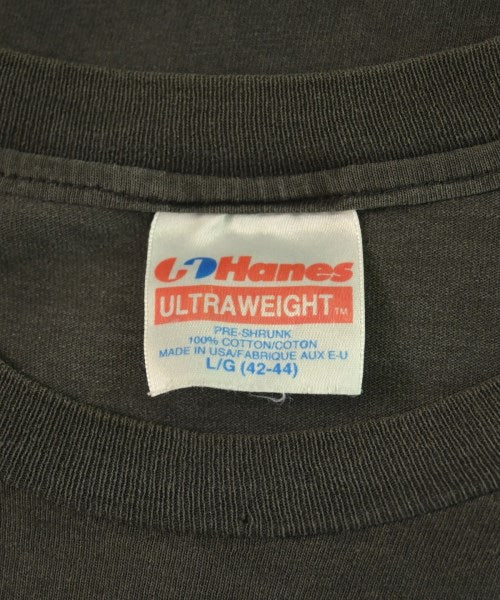 Hanes
ULTRAWEIGHT™
PRE-SHRUNK
100% COTTON/COTON
MADE IN USA/FABRIQUE AUX E-U
L/G (42-44)